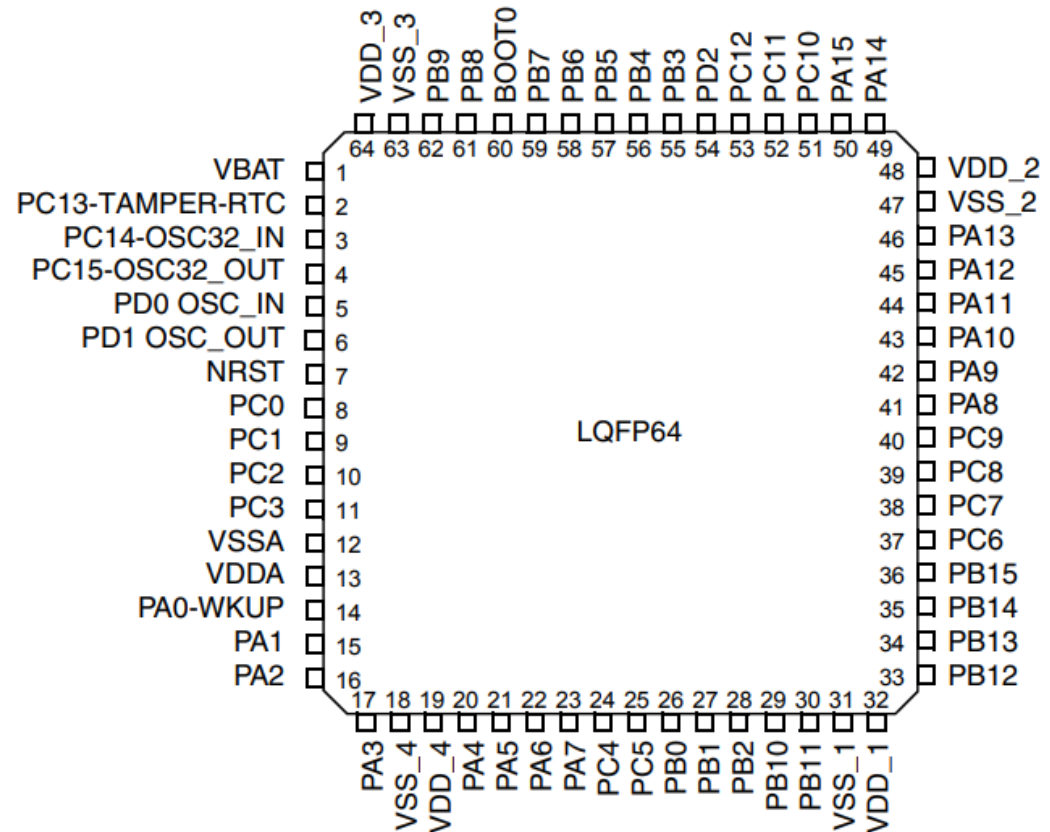 VDD_3
VSS_3
PB9
PB8
BOOT0
PB7
PB6
PB5
PB4
PB3
PD2
PC12
PC11
PC10
PA15
PA14
64 63 62 61 60 59 58 57 56 55 54 53 52 51 50 49
VBAT 1
PC13-TAMPER-RTC 2
PC14-OSC32_IN 3
PC15-OSC32_OUT 4
PD0 OSC_IN 5
PD1 OSC_OUT 6
NRST 7
PC0 8
PC1 9
PC2 10
PC3 11
VSSA 12
VDDA 13
PA0-WKUP 14
PA1 15
PA2 16
LQFP64
48 VDD_2
47 VSS_2
46 PA13
45 PA12
44 PA11
43 PA10
42 PA9
41 PA8
40 PC9
39 PC8
38 PC7
37 PC6
36 PB15
35 PB14
34 PB13
33 PB12
17 18 19 20 21 22 23 24 25 26 27 28 29 30 31 32
PA3
VSS_4
VDD_4
PA4
PA5
PA6
PA7
PC4
PC5
PB0
PB1
PB2
PB10
PB11
VSS_1
VDD_1